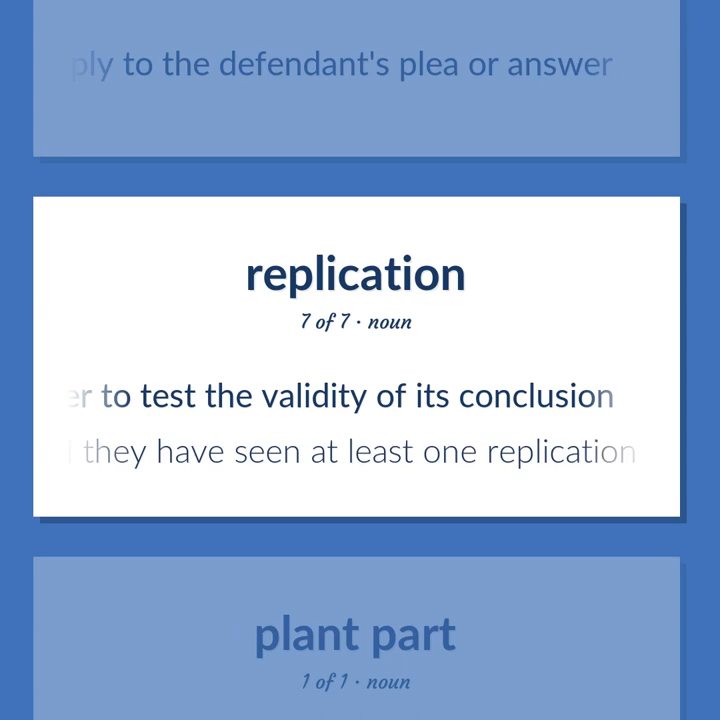 ply to the defendant's plea or answer
replication
7 of 7 · noun
er to test the validity of its conclusion
they have seen at least one replication
plant part
1 of 1 · noun